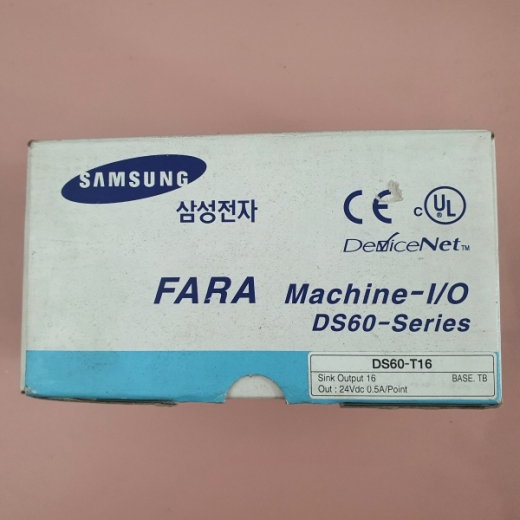 SAMSUNG
삼성전자
CE c UL ®
DeviceNet™
FARA Machine-I/O
DS60-Series
DS60-T16
Sink Output 16 BASE. TB
Out : 24Vdc 0.5A/Point